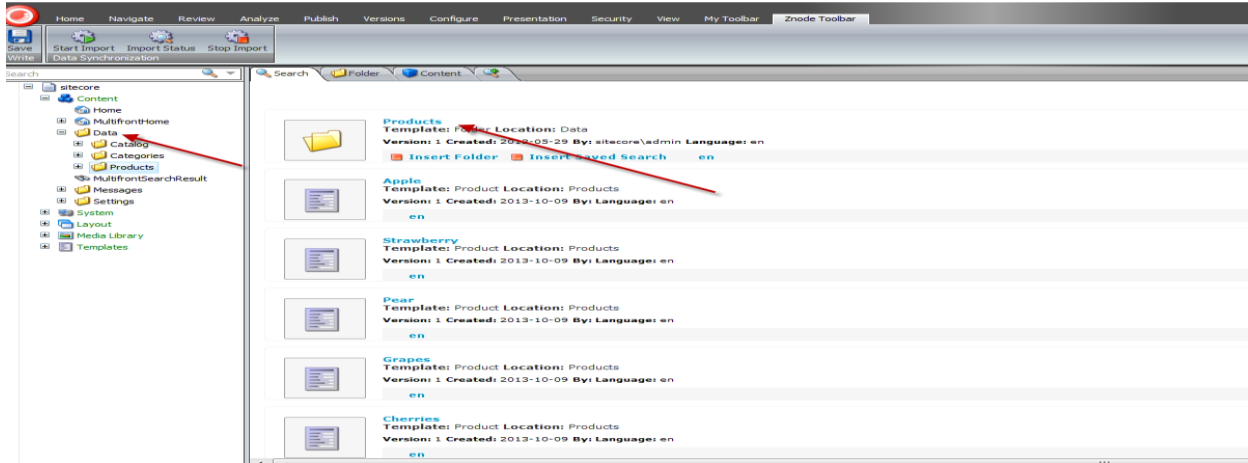 Home Navigate Review Analyze Publish Versions Configure Presentation Security View My Toolbar Znode Toolbar
Save Start Import Import Status Stop Import
Write Data Synchronization
Search
Search Folder Content
sitecore
Content
Home
MultifrontHome
Data
Catalog
Categories
Products
MultifrontSearchResult
Messages
Settings
System
Layout
Media Library
Templates
Products
Template: Folder Location: Data
Version: 1 Created: 2012-05-29 By: sitecore\admin Language: en
Insert Folder Insert Saved Search en
Apple
Template: Product Location: Products
Version: 1 Created: 2013-10-09 By: Language: en
en
Strawberry
Template: Product Location: Products
Version: 1 Created: 2013-10-09 By: Language: en
en
Pear
Template: Product Location: Products
Version: 1 Created: 2013-10-09 By: Language: en
en
Grapes
Template: Product Location: Products
Version: 1 Created: 2013-10-09 By: Language: en
en
Cherries
Template: Product Location: Products
Version: 1 Created: 2013-10-09 By: Language: en
en